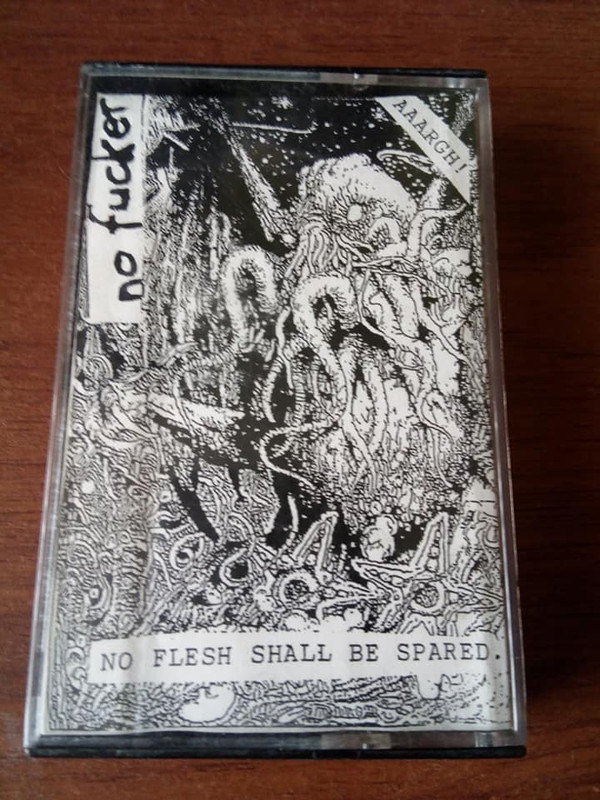 no fucker
AAARGH!
NO FLESH SHALL BE SPARED.